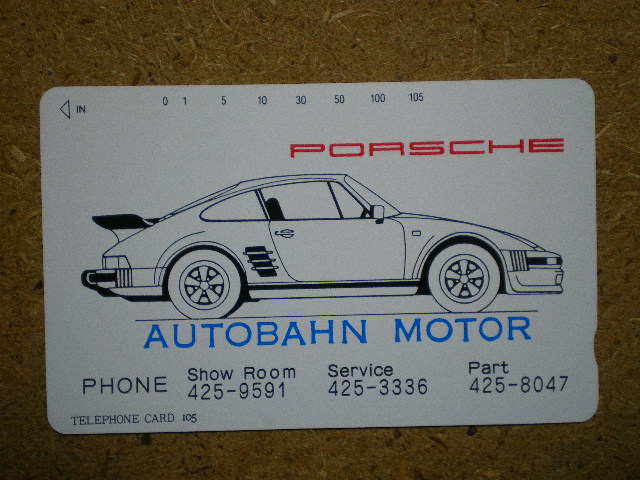 IN 0 1 5 10 30 50 100 105
PORSCHE
AUTOBAHN MOTOR
PHONE Show Room Service Part
425-9591 425-3336 425-8047
TELEPHONE CARD 105